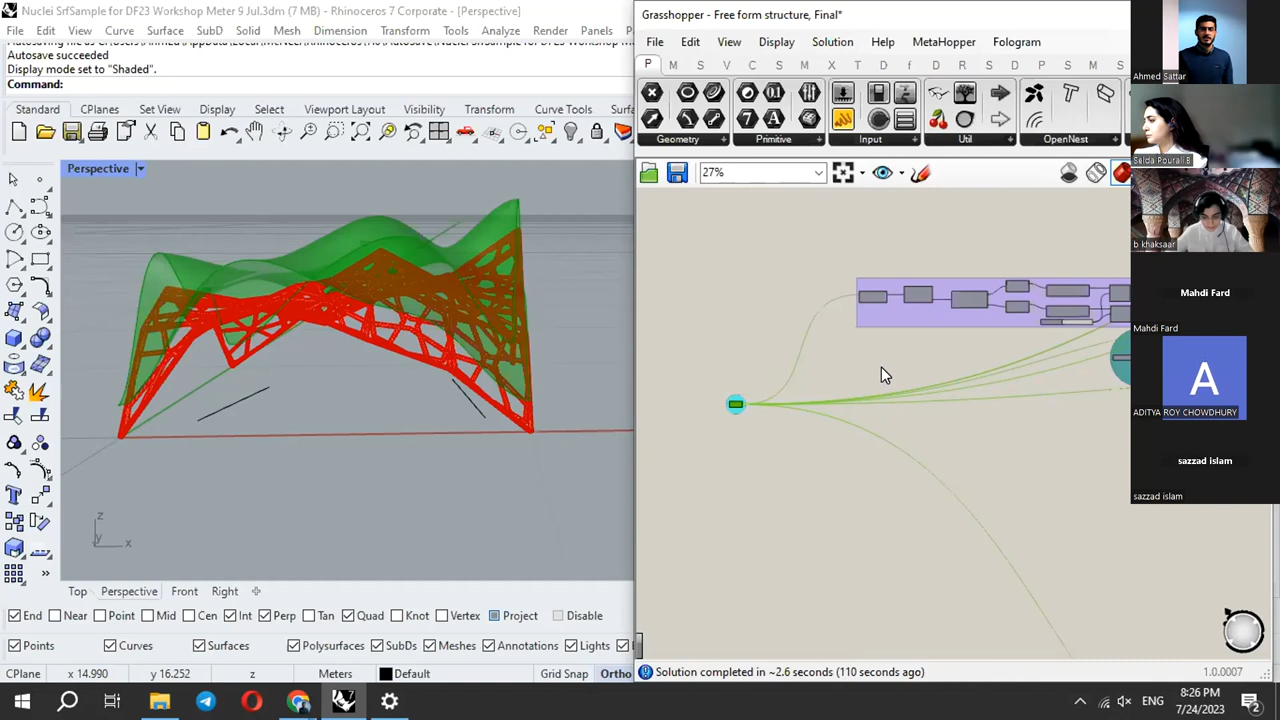 Nuclei SrfSample for DF23 Workshop Meter 9 Jul.3dm (7 MB) - Rhinoceros 7 Corporate - [Perspective]
File Edit View Curve Surface SubD Solid Mesh Dimension Transform Tools Analyze Render Panels
Autosave succeeded
Display mode set to "Shaded".
Command:
Standard CPlanes Set View Display Select Viewport Layout Visibility Transform Curve Tools
Perspective
z
y
x
Top Perspective Front Right
End Near Point Mid Cen Int Perp Tan Quad Knot Vertex Project Disable
Points Curves Surfaces Polysurfaces SubDs Meshes Annotations Lights
CPlane x 14.990 y 16.252 z Meters Default Grid Snap Ortho
Grasshopper - Free form structure, Final*
File Edit View Display Solution Help MetaHopper Fologram
P M S V C S M I X T D R F G D P S M S
Geometry Primitive Input Util OpenNest
27%
Solution completed in ~2.6 seconds (110 seconds ago)
1.0.0007
Ahmed Sattar
Selda Pourali B
b khaksaar
Mahdi Fard
Mahdi Fard
A
ADITYA ROY CHOWDHURY
sazzad islam
sazzad islam
ENG
8:26 PM
7/24/2023
2